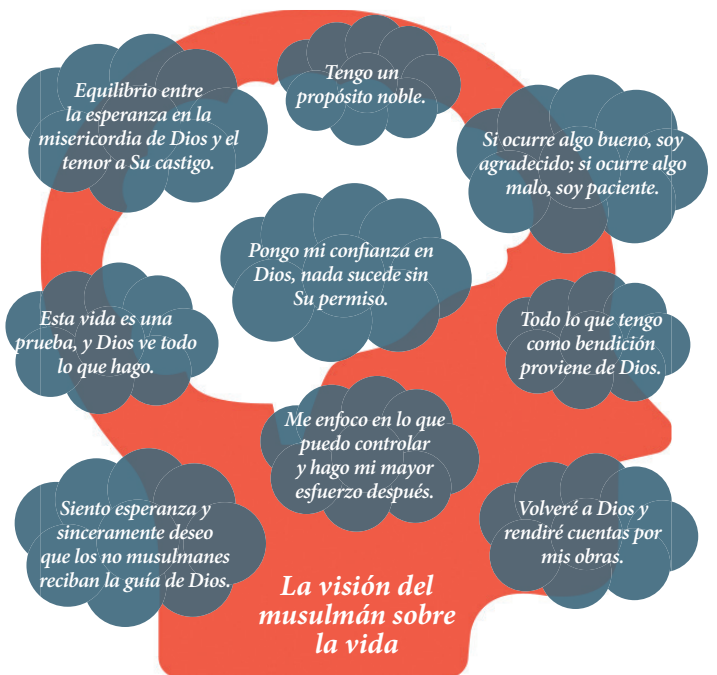 Equilibrio entre
la esperanza en la
misericordia de Dios y el
temor a Su castigo.
Tengo un
propósito noble.
Si ocurre algo bueno, soy
agradecido; si ocurre algo
malo, soy paciente.
Pongo mi confianza en
Dios, nada sucede sin
Su permiso.
Esta vida es una
prueba, y Dios ve todo
lo que hago.
Todo lo que tengo
como bendición
proviene de Dios.
Me enfoco en lo que
puedo controlar
y hago mi mayor
esfuerzo después.
Siento esperanza y
sinceramente deseo
que los no musulmanes
reciban la guía de Dios.
Volveré a Dios y
rendiré cuentas por
mis obras.
La visión del
musulmán sobre
la vida